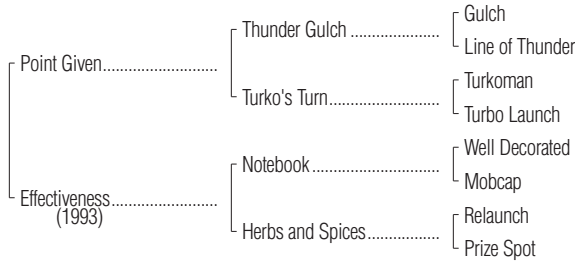 Gulch
Thunder Gulch ......................
Line of Thunder
Point Given............................
Turkoman
Turko's Turn...........................
Turbo Launch
Well Decorated
Notebook ...............................
Mobcap
Effectiveness..........................
(1993)
Relaunch
Herbs and Spices..................
Prize Spot